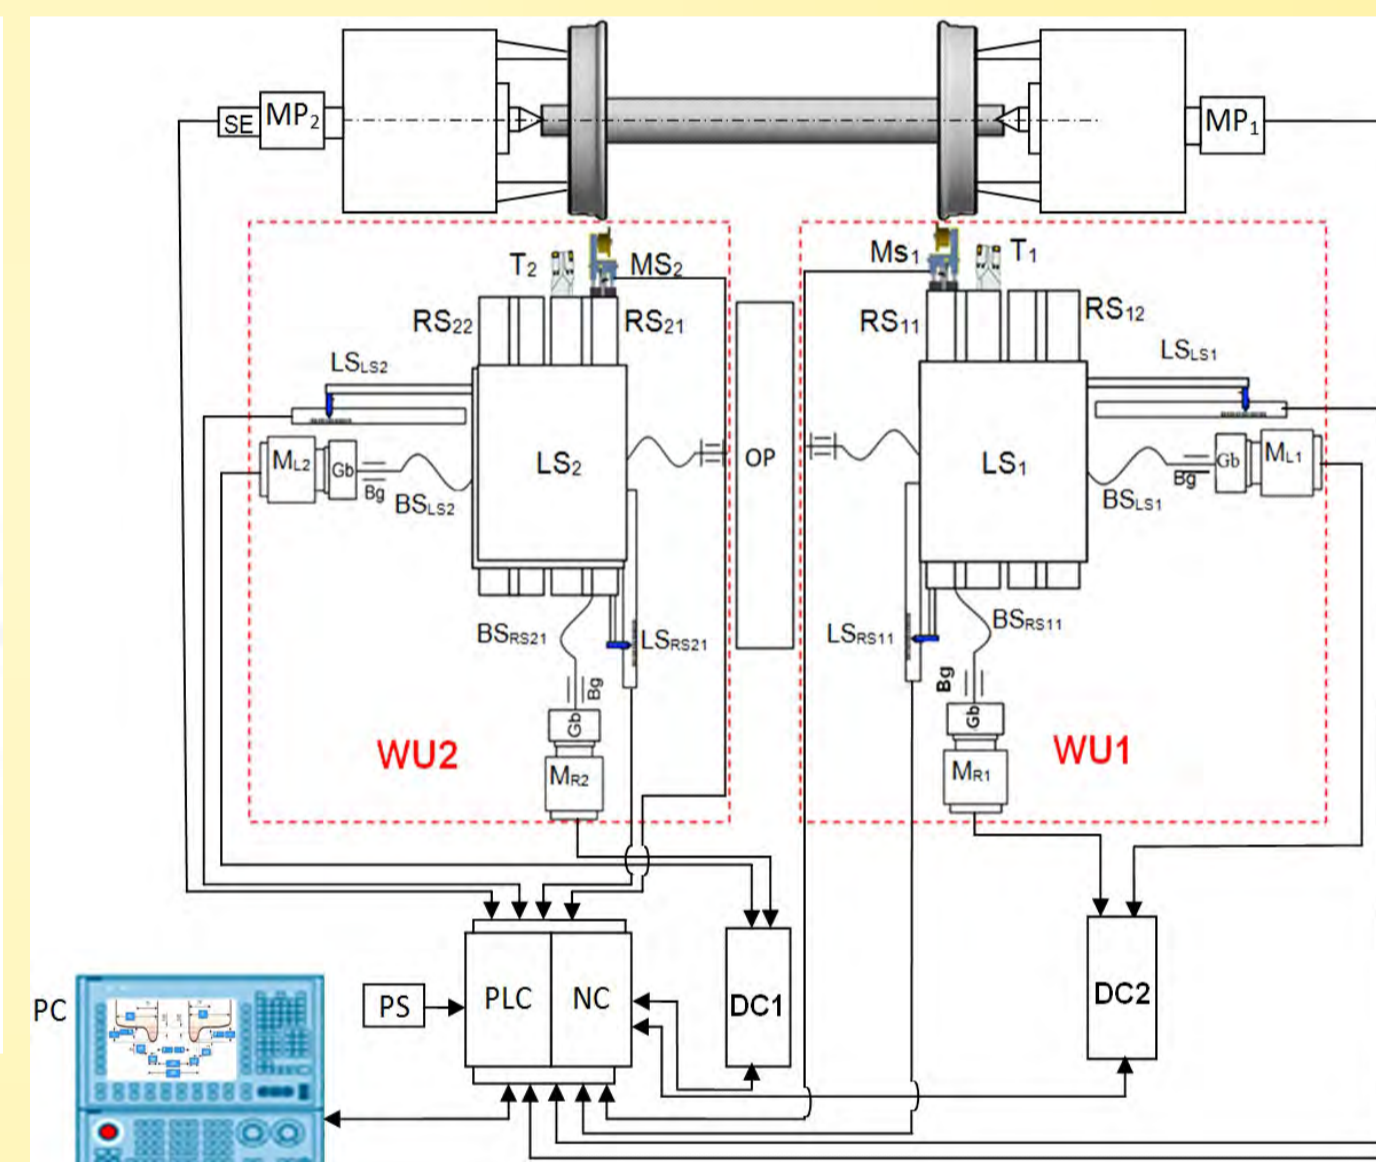 SE
MP2
MP1
T2
MS2
Ms1
T1
RS22
RS21
RS11
RS12
LSLS2
LSLS1
ML2
Gb
Bg
BSLS2
LS2
OP
LS1
BSLS1
Bg
Gb
ML1
BSRS21
LSRS21
LSRS11
BSRS11
Bg
Bg
Gb
Gb
WU2
MR2
MR1
WU1
PC
PS
PLC
NC
DC1
DC2